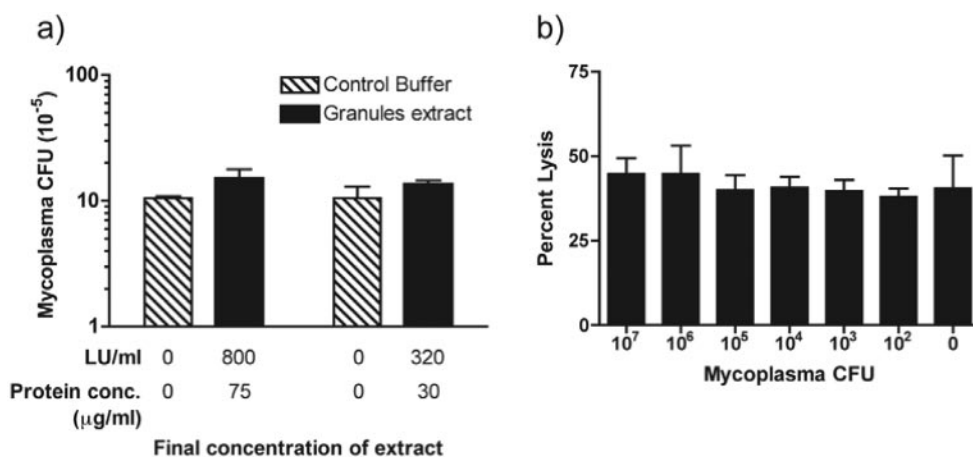 a)
Mycoplasma CFU (10⁻⁵)
100
10
1
Control Buffer
Granules extract
LU/ml 0 800 0 320
Protein conc. 0 75 0 30
(μg/ml)
Final concentration of extract
b)
Percent Lysis
75
50
25
0
10⁷ 10⁶ 10⁵ 10⁴ 10³ 10² 0
Mycoplasma CFU